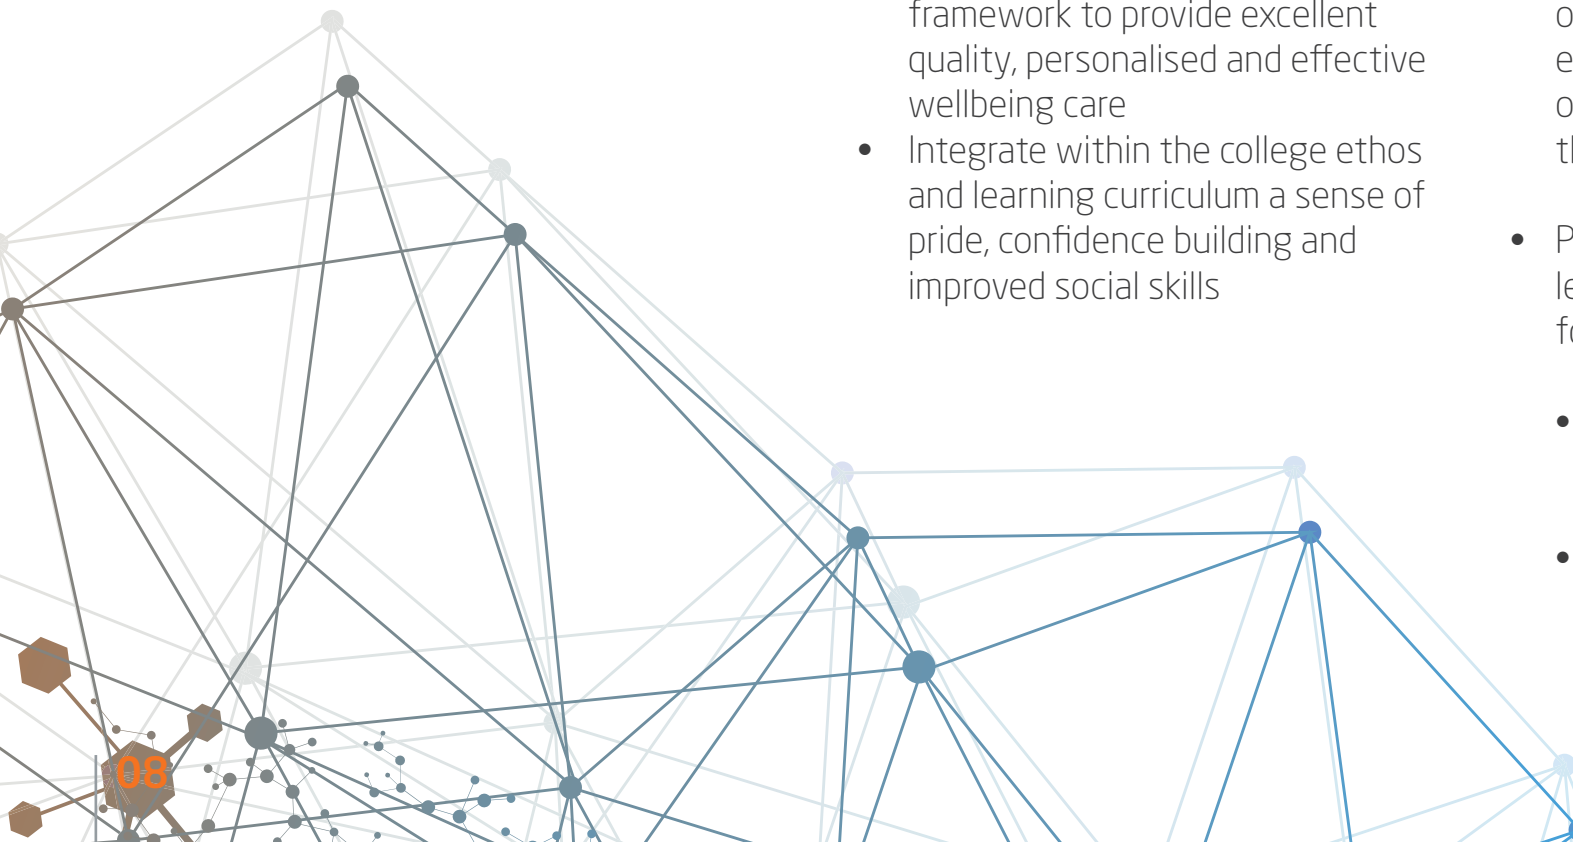 framework to provide excellent
quality, personalised and effective
wellbeing care
• Integrate within the college ethos
and learning curriculum a sense of
pride, confidence building and
improved social skills
•
•
•
08